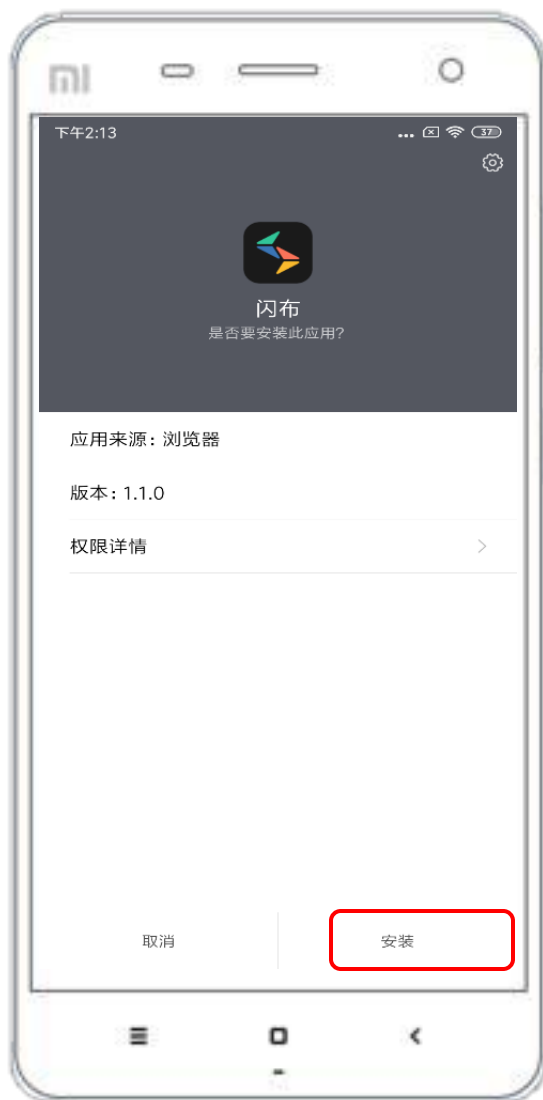 mi
下午2:13
37
闪布
是否要安装此应用?
应用来源：浏览器
版本：1.1.0
权限详情
取消
安装